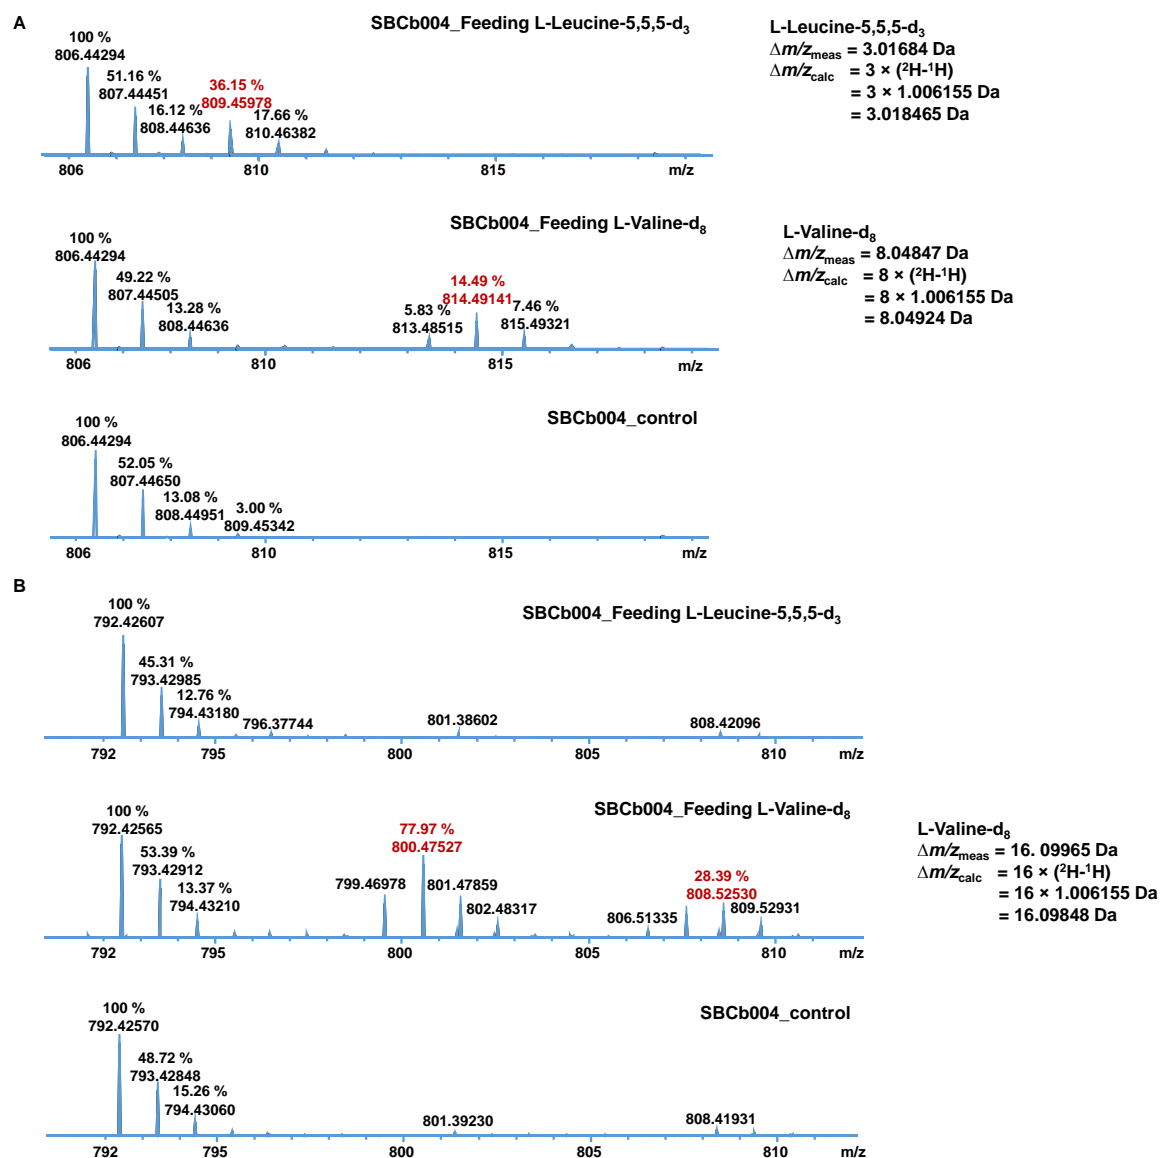 A
SBCb004_Feeding L-Leucine-5,5,5-d3
100 %
806.44294
51.16 %
807.44451
16.12 %
808.44636
36.15 %
809.45978
17.66 %
810.46382
806
810
815
m/z
L-Leucine-5,5,5-d3
Δm/zmeas = 3.01684 Da
Δm/zcalc = 3 × (²H-¹H)
= 3 × 1.006155 Da
= 3.018465 Da
SBCb004_Feeding L-Valine-d8
100 %
806.44294
49.22 %
807.44505
13.28 %
808.44636
5.83 %
813.48515
14.49 %
814.49141
7.46 %
815.49321
806
810
815
m/z
L-Valine-d8
Δm/zmeas = 8.04847 Da
Δm/zcalc = 8 × (²H-¹H)
= 8 × 1.006155 Da
= 8.04924 Da
SBCb004_control
100 %
806.44294
52.05 %
807.44650
13.08 %
808.44951
3.00 %
809.45342
806
810
815
m/z
B
SBCb004_Feeding L-Leucine-5,5,5-d3
100 %
792.42607
45.31 %
793.42985
12.76 %
794.43180
796.37744
801.38602
808.42096
792
795
800
805
810
m/z
SBCb004_Feeding L-Valine-d8
100 %
792.42565
53.39 %
793.42912
13.37 %
794.43210
799.46978
77.97 %
800.47527
801.47859
802.48317
806.51335
28.39 %
808.52530
809.52931
792
795
800
805
810
m/z
L-Valine-d8
Δm/zmeas = 16. 09965 Da
Δm/zcalc = 16 × (²H-¹H)
= 16 × 1.006155 Da
= 16.09848 Da
SBCb004_control
100 %
792.42570
48.72 %
793.42848
15.26 %
794.43060
801.39230
808.41931
792
795
800
805
810
m/z